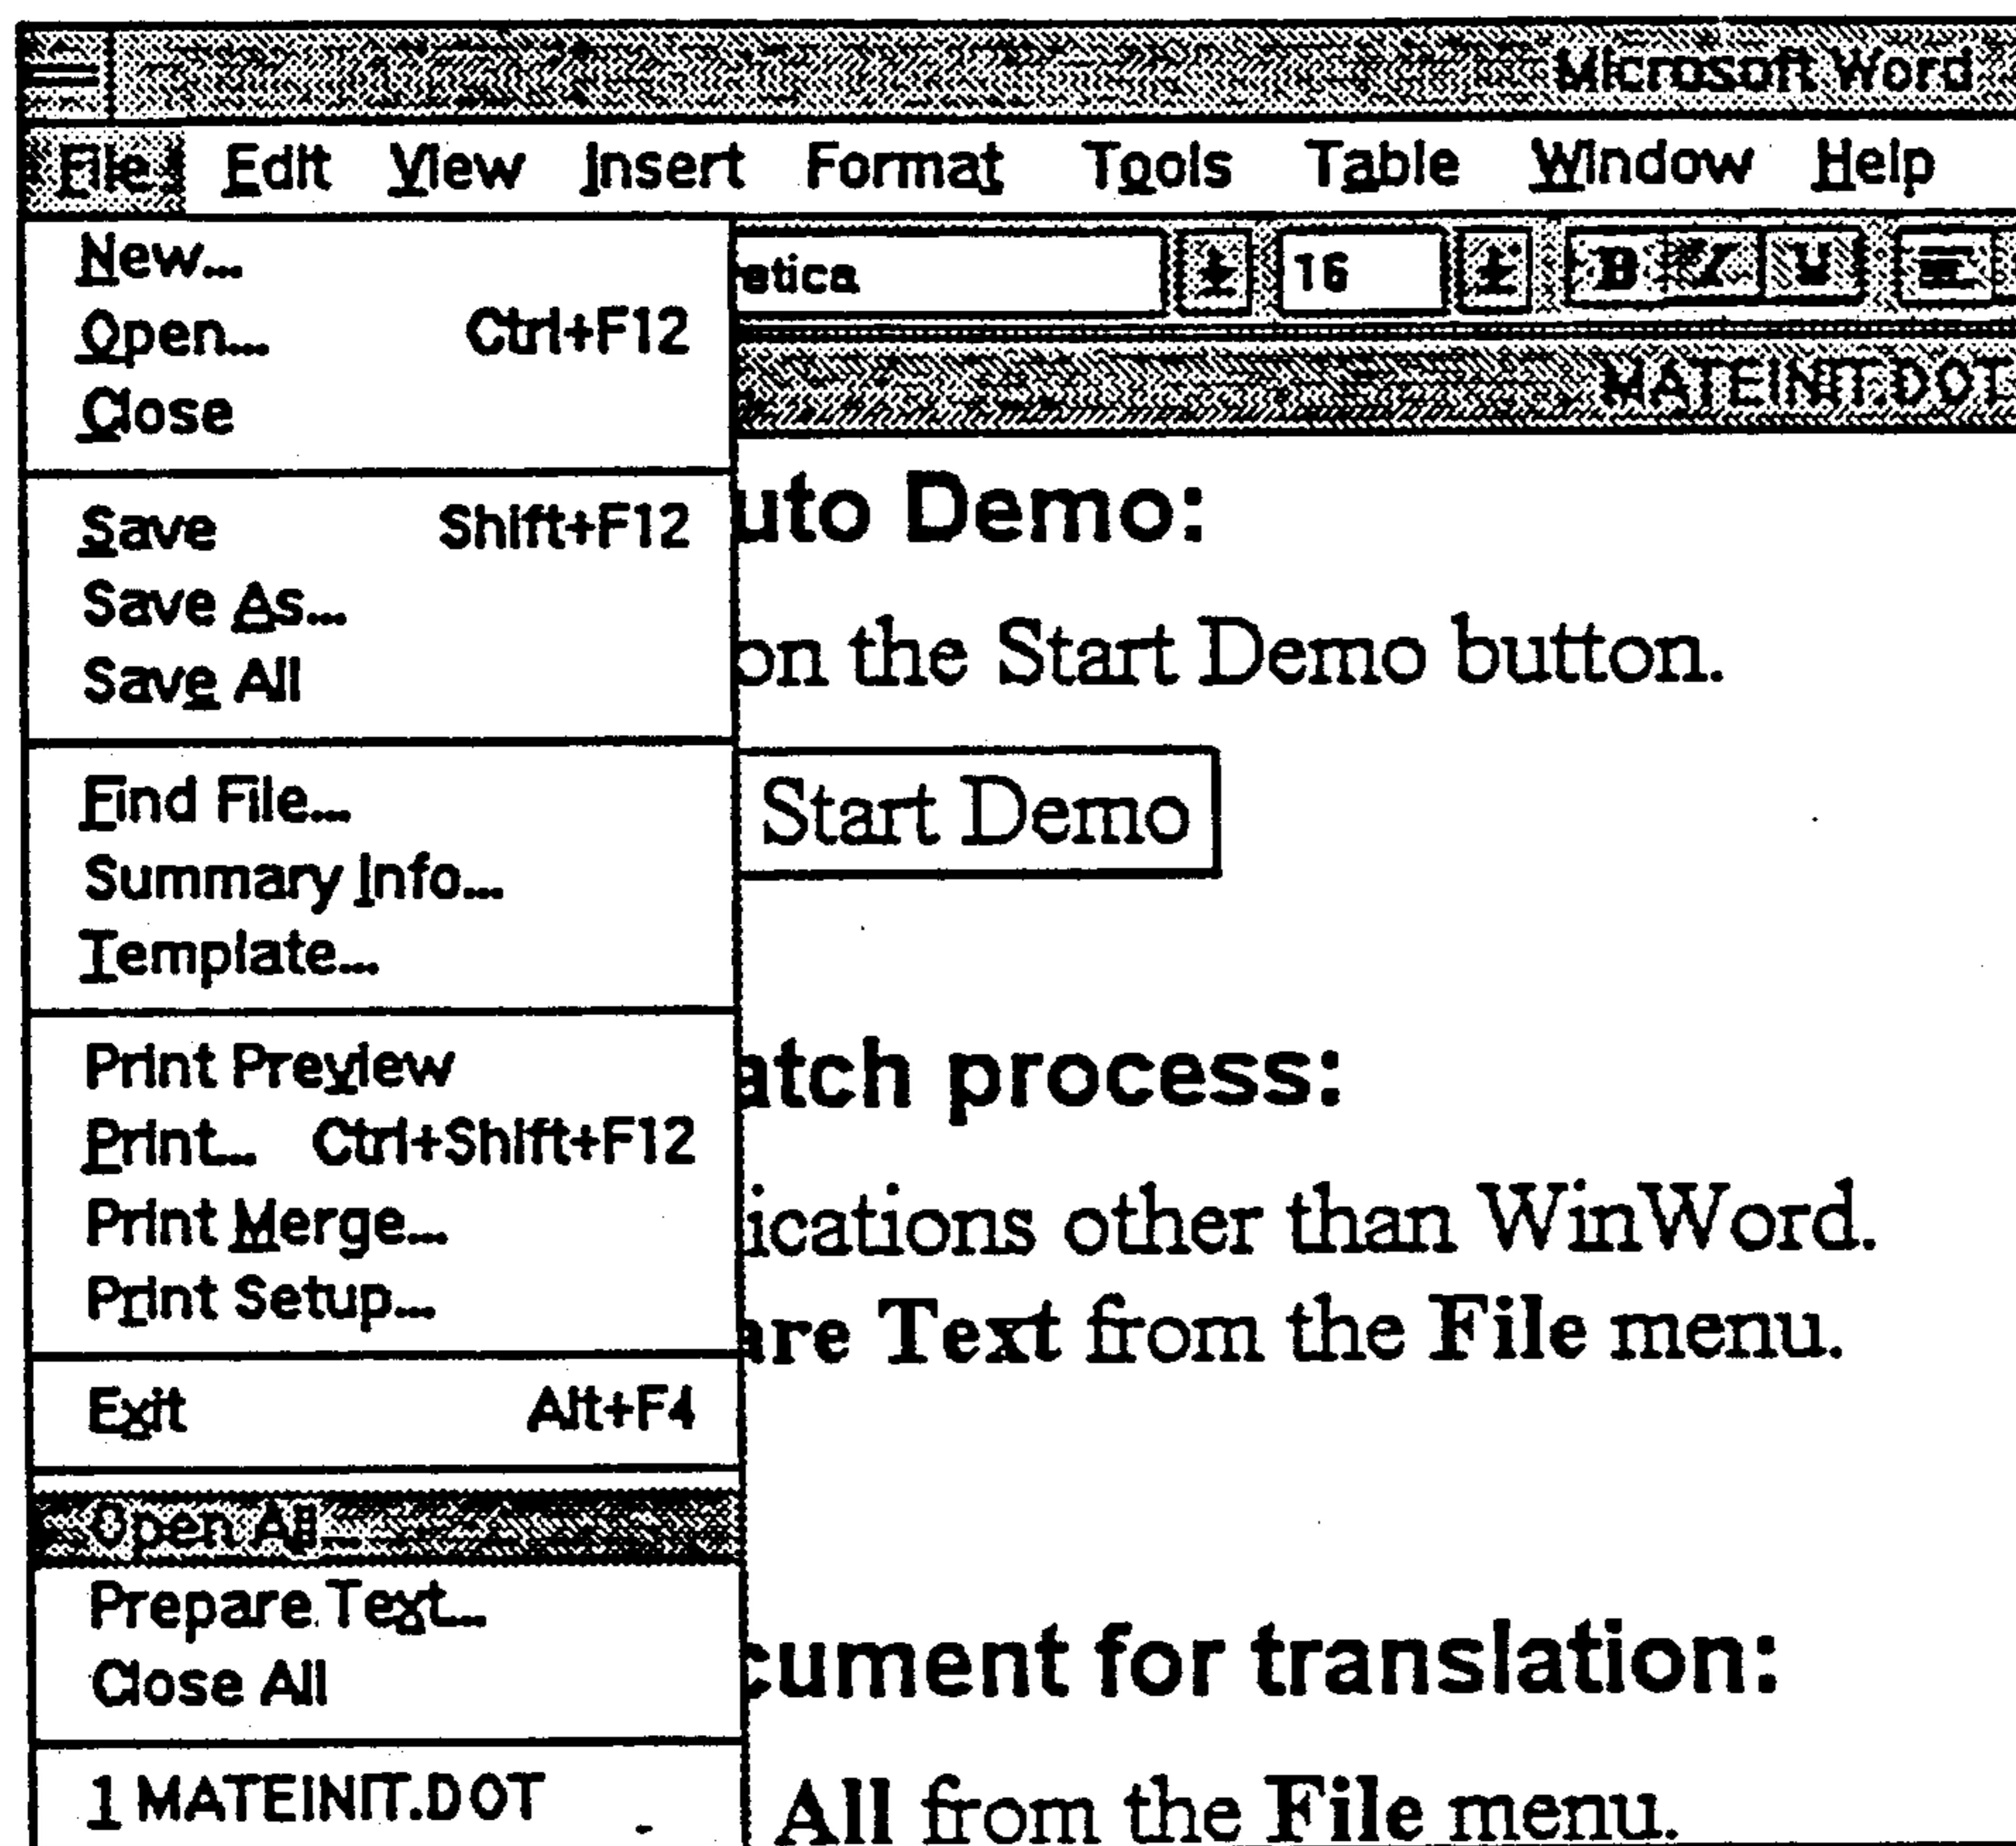 Microsoft Word
File Edit View Insert Format Tools Table Window Help
etica 16 B I U
MATEINIT.DOT
New...
Open... Ctrl+F12
Close
Save Shift+F12
Save As...
Save All
Find File...
Summary Info...
Template...
Print Preview
Print... Ctrl+Shift+F12
Print Merge...
Print Setup...
Exit Alt+F4
Open All...
Prepare Text...
Close All
1 MATEINIT.DOT
uto Demo:
on the Start Demo button.
Start Demo
atch process:
ications other than WinWord.
are Text from the File menu.
cument for translation:
All from the File menu.